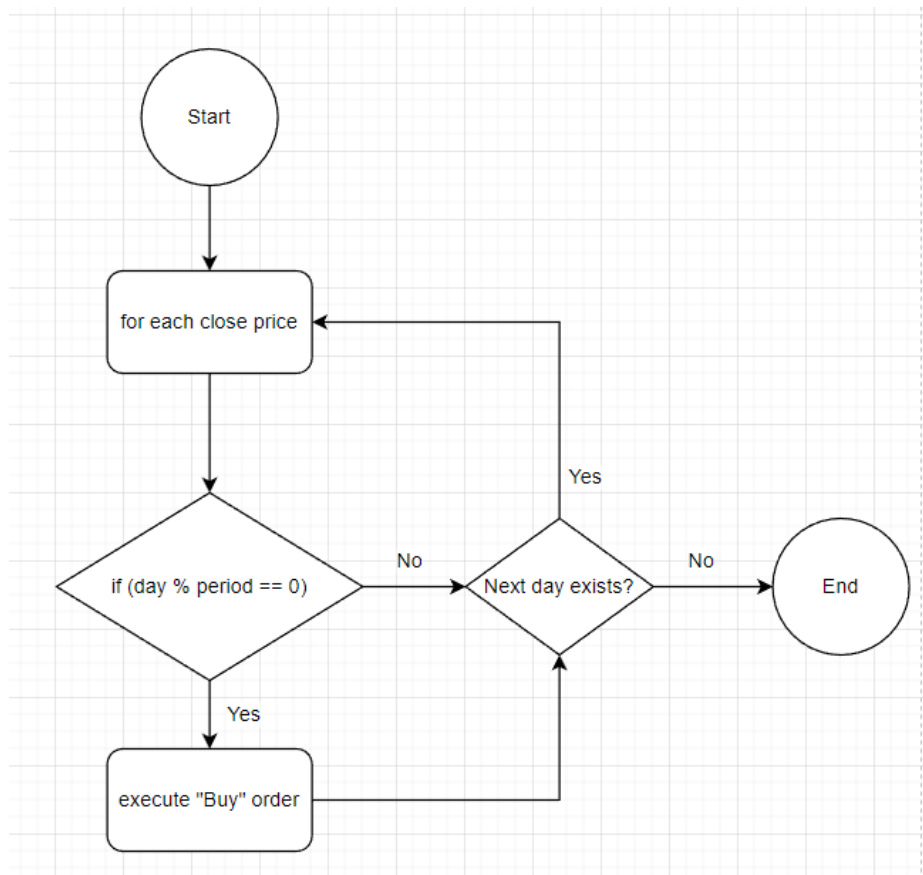 Start
for each close price
Yes
if (day % period == 0)
No
Next day exists?
No
End
Yes
execute "Buy" order